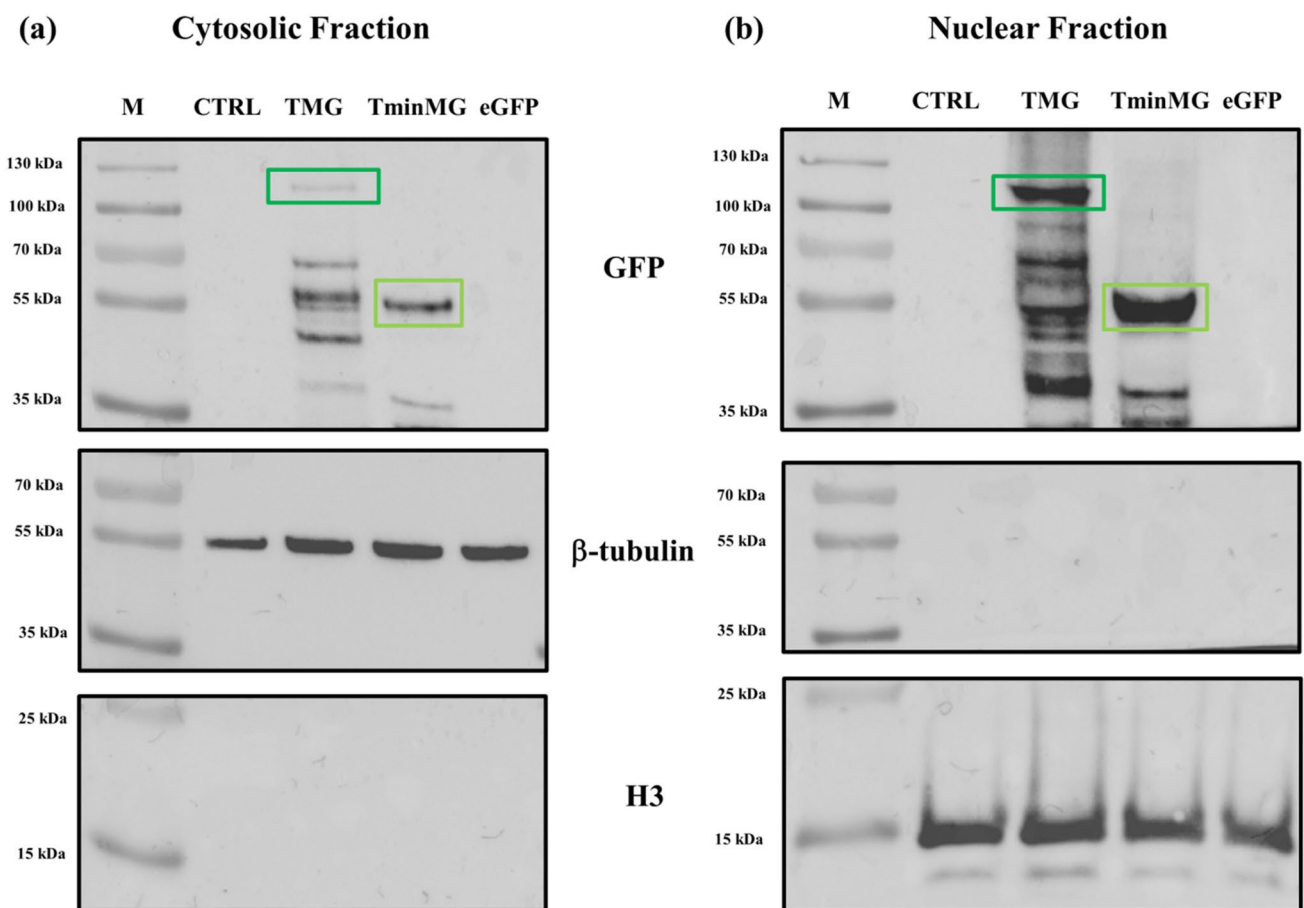 (a) Cytosolic Fraction
M CTRL TMG TminMG eGFP
130 kDa
100 kDa
70 kDa
55 kDa
35 kDa
70 kDa
55 kDa
35 kDa
25 kDa
15 kDa
GFP
β-tubulin
H3
(b) Nuclear Fraction
M CTRL TMG TminMG eGFP
130 kDa
100 kDa
70 kDa
55 kDa
35 kDa
70 kDa
55 kDa
35 kDa
25 kDa
15 kDa